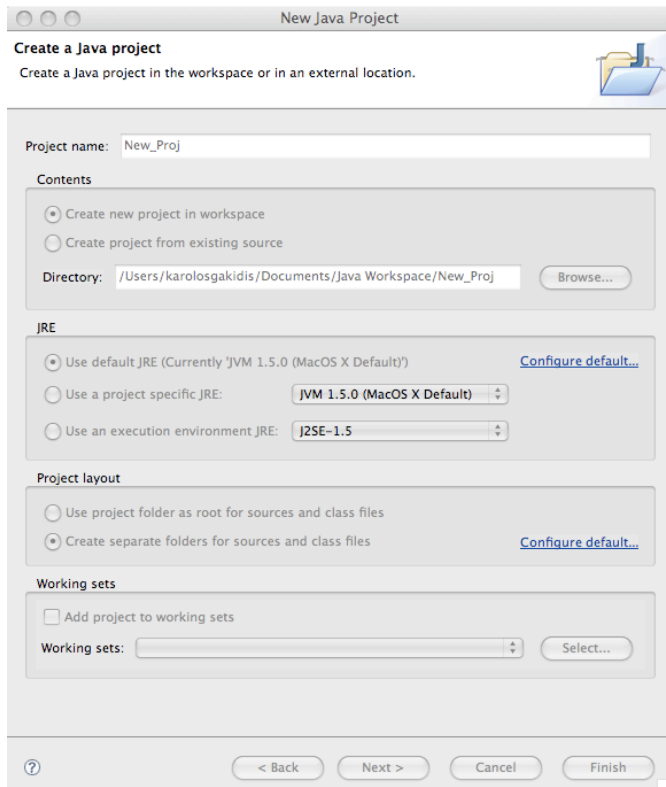 New Java Project
Create a Java project
Create a Java project in the workspace or in an external location.
Project name: New_Proj
Contents
Create new project in workspace
Create project from existing source
Directory: /Users/karolosgakidis/Documents/Java Workspace/New_Proj Browse...
JRE
Use default JRE (Currently 'JVM 1.5.0 (MacOS X Default)') Configure default...
Use a project specific JRE: JVM 1.5.0 (MacOS X Default)
Use an execution environment JRE: J2SE-1.5
Project layout
Use project folder as root for sources and class files
Create separate folders for sources and class files Configure default...
Working sets
Add project to working sets
Working sets: Select...
? < Back Next > Cancel Finish